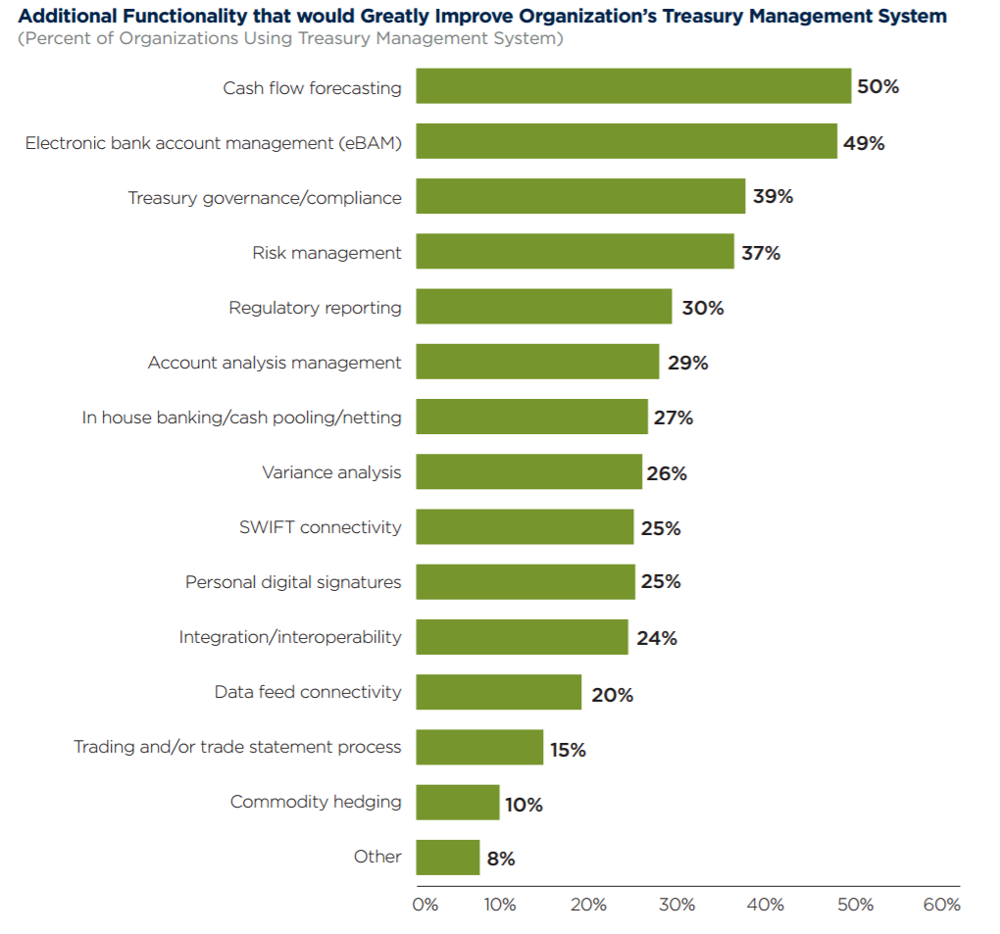 Additional Functionality that would Greatly Improve Organization’s Treasury Management System
(Percent of Organizations Using Treasury Management System)
Cash flow forecasting 50%
Electronic bank account management (eBAM) 49%
Treasury governance/compliance 39%
Risk management 37%
Regulatory reporting 30%
Account analysis management 29%
In house banking/cash pooling/netting 27%
Variance analysis 26%
SWIFT connectivity 25%
Personal digital signatures 25%
Integration/interoperability 24%
Data feed connectivity 20%
Trading and/or trade statement process 15%
Commodity hedging 10%
Other 8%
0% 10% 20% 30% 40% 50% 60%